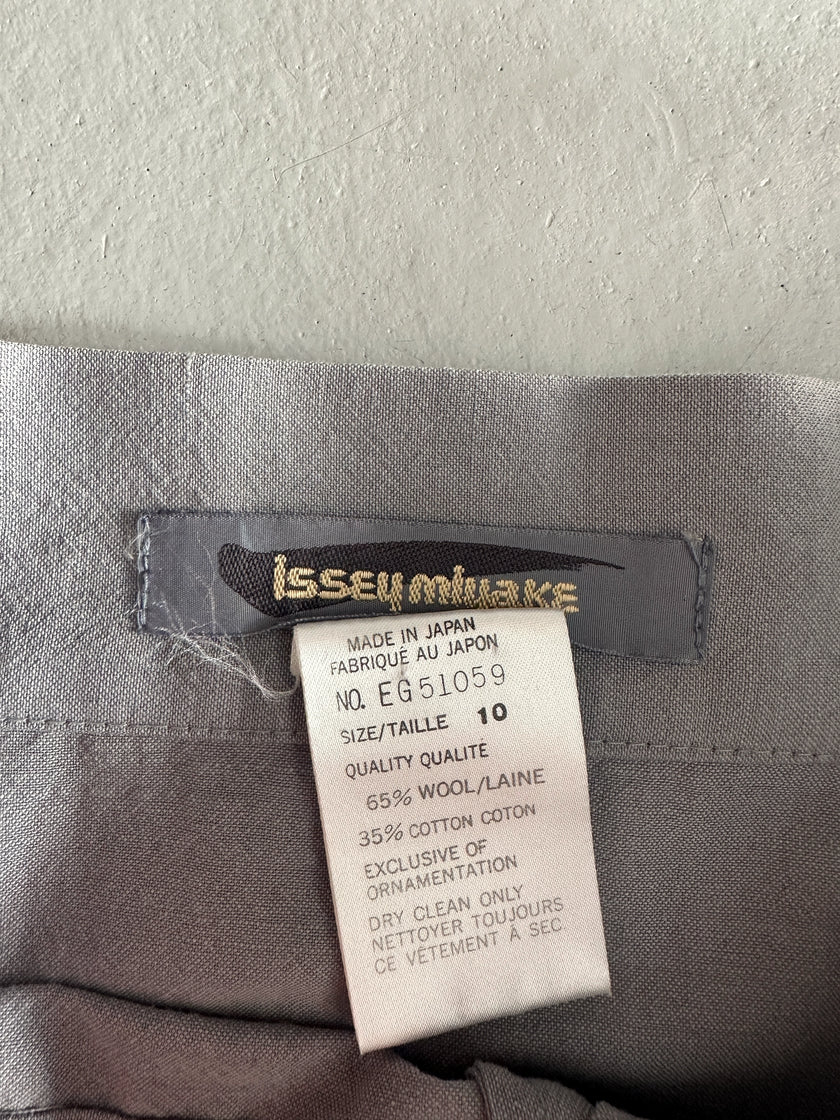 issey miyake
MADE IN JAPAN
FABRIQUÉ AU JAPON
NO. EG51059
SIZE/TAILLE 10
QUALITY QUALITÉ
65% WOOL/LAINE
35% COTTON COTON
EXCLUSIVE OF
ORNAMENTATION
DRY CLEAN ONLY
NETTOYER TOUJOURS
CE VÊTEMENT À SEC.